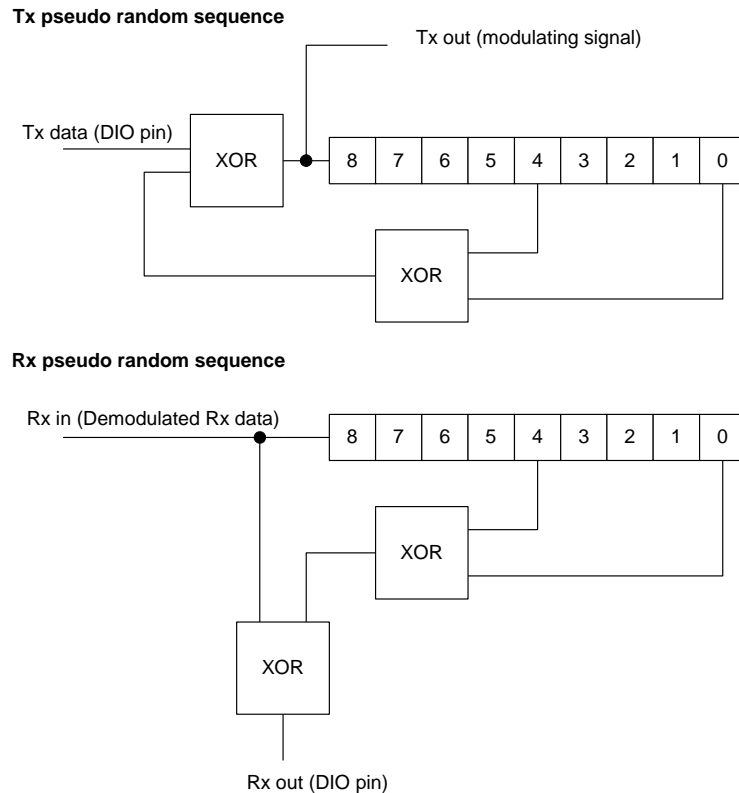 Tx pseudo random sequence
Tx out (modulating signal)
Tx data (DIO pin)
XOR
8 7 6 5 4 3 2 1 0
XOR
Rx pseudo random sequence
Rx in (Demodulated Rx data)
8 7 6 5 4 3 2 1 0
XOR
XOR
Rx out (DIO pin)